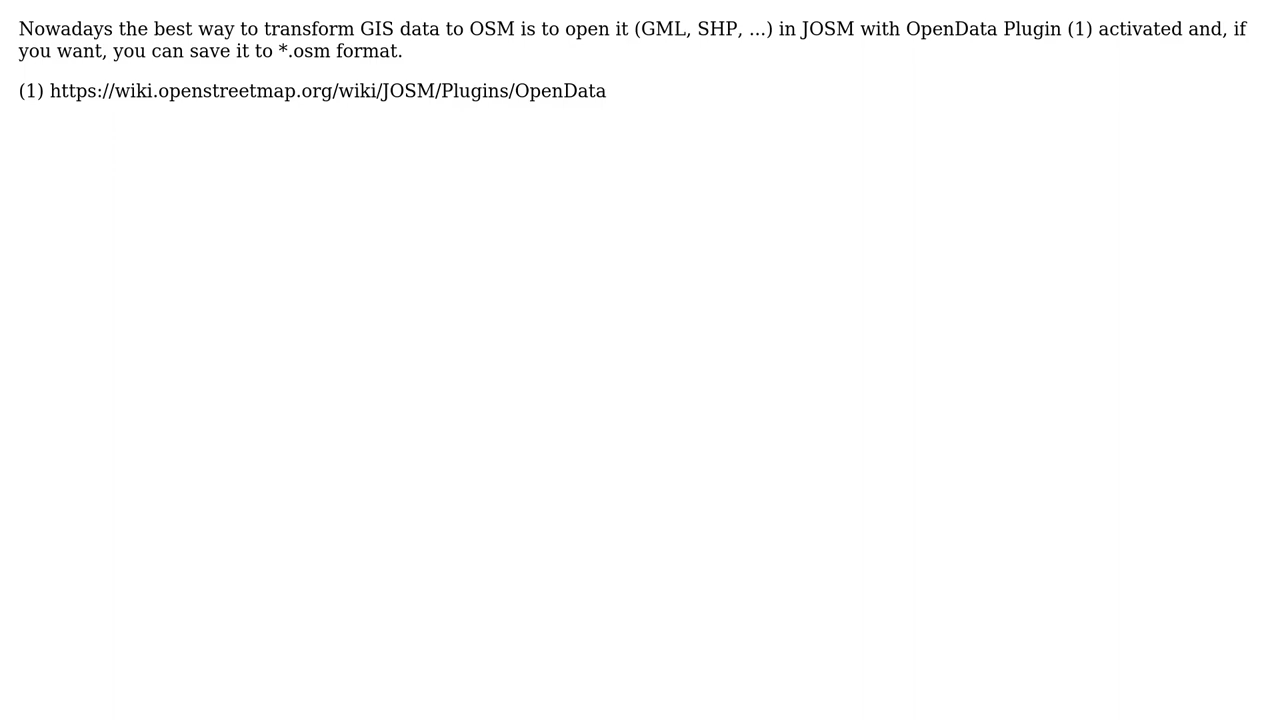 Nowadays the best way to transform GIS data to OSM is to open it (GML, SHP, ...) in JOSM with OpenData Plugin (1) activated and, if
you want, you can save it to *.osm format.
(1) https://wiki.openstreetmap.org/wiki/JOSM/Plugins/OpenData